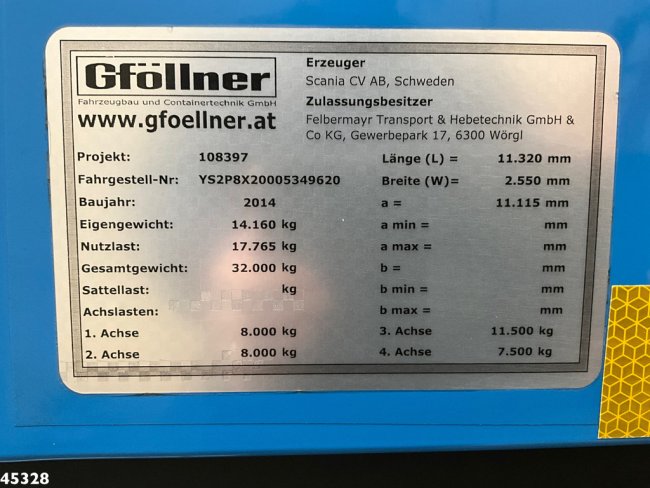 Gföllner
Fahrzeugbau und Containertechnik GmbH
www.gfoellner.at
Erzeuger
Scania CV AB, Schweden
Zulassungsbesitzer
Felbermayr Transport & Hebetechnik GmbH &
Co KG, Gewerbepark 17, 6300 Wörgl
Projekt: 108397 Länge (L) = 11.320 mm
Fahrgestell-Nr: YS2P8X20005349620 Breite (W)= 2.550 mm
Baujahr: 2014 a = 11.115 mm
Eigengewicht: 14.160 kg a min = mm
Nutzlast: 17.765 kg a max = mm
Gesamtgewicht: 32.000 kg b = mm
Sattellast: kg b min = mm
Achslasten: b max = mm
1. Achse 8.000 kg 3. Achse 11.500 kg
2. Achse 8.000 kg 4. Achse 7.500 kg
45328